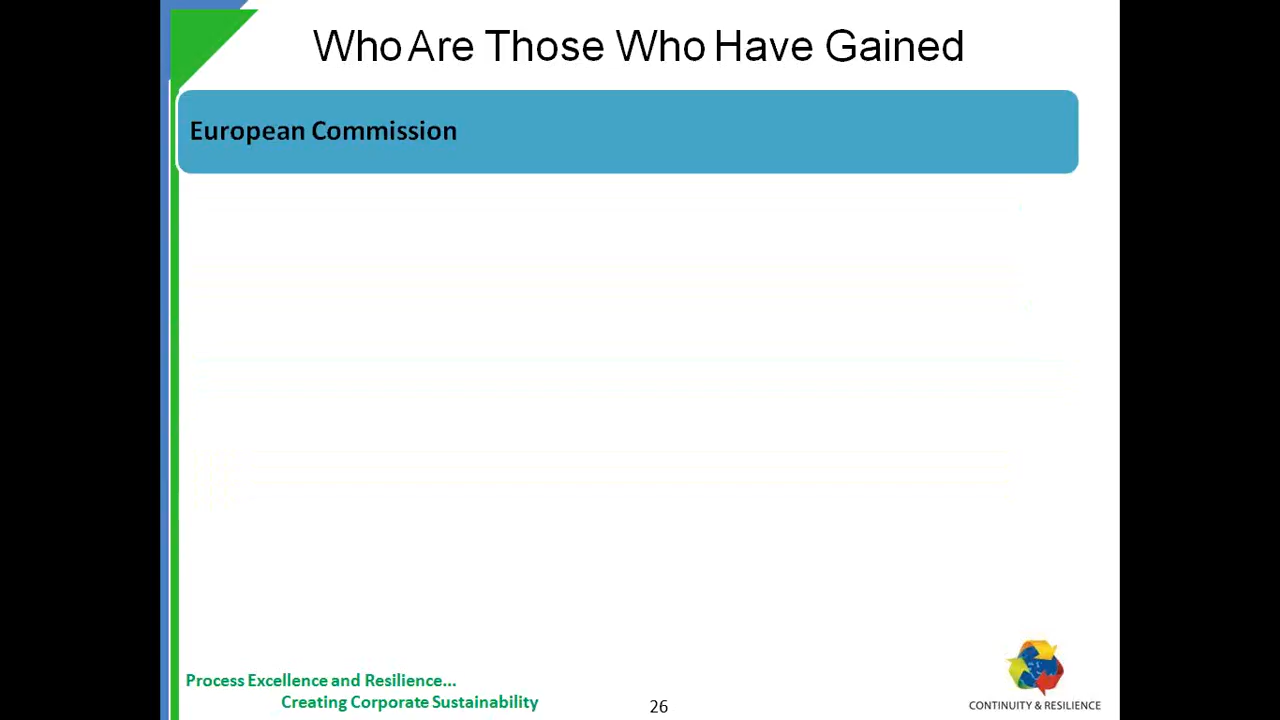 Who Are Those Who Have Gained
European Commission
Process Excellence and Resilience...
Creating Corporate Sustainability
26
CONTINUITY & RESILIENCE